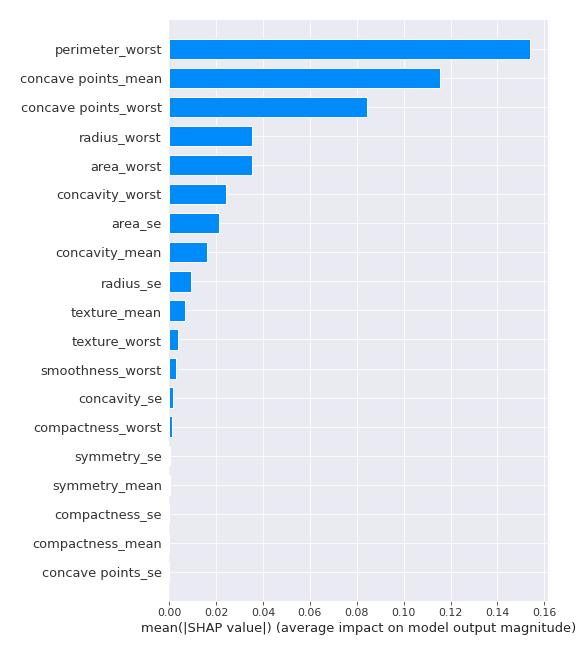 perimeter_worst
concave points_mean
concave points_worst
radius_worst
area_worst
concavity_worst
area_se
concavity_mean
radius_se
texture_mean
texture_worst
smoothness_worst
concavity_se
compactness_worst
symmetry_se
symmetry_mean
compactness_se
compactness_mean
concave points_se
0.00 0.02 0.04 0.06 0.08 0.10 0.12 0.14 0.16
mean(|SHAP value|) (average impact on model output magnitude)